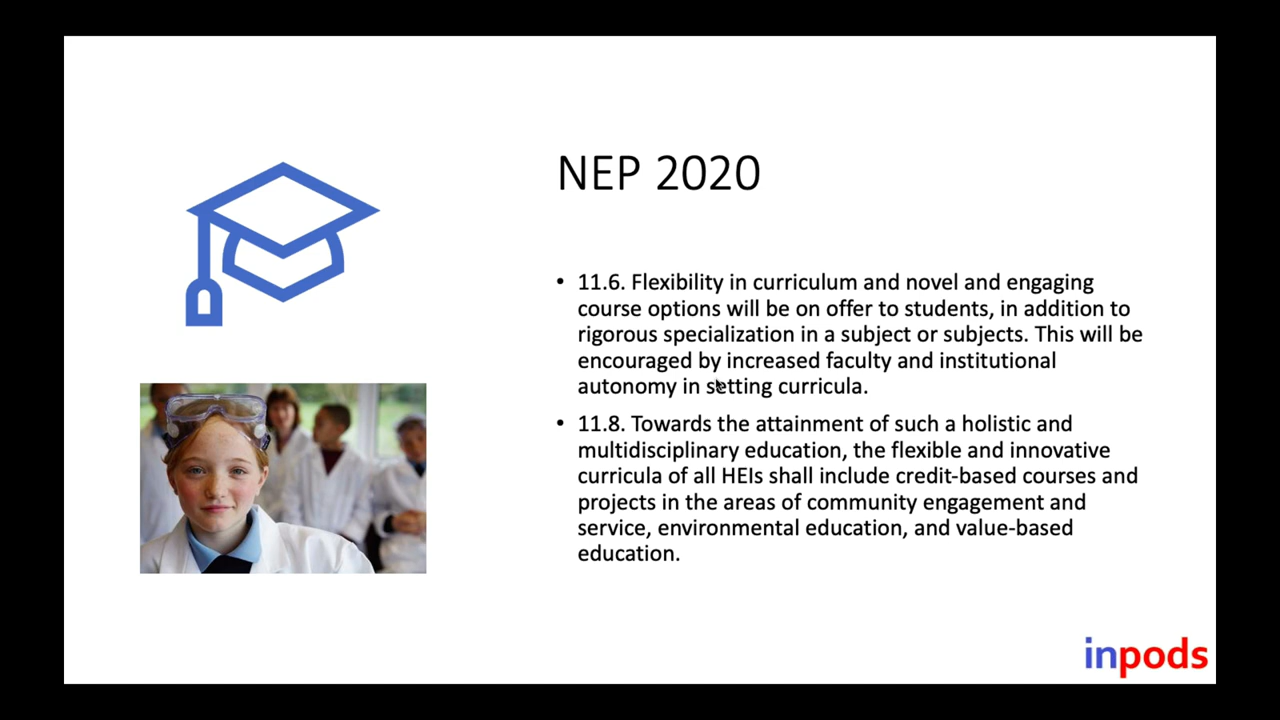 NEP 2020
• 11.6. Flexibility in curriculum and novel and engaging
course options will be on offer to students, in addition to
rigorous specialization in a subject or subjects. This will be
encouraged by increased faculty and institutional
autonomy in setting curricula.
• 11.8. Towards the attainment of such a holistic and
multidisciplinary education, the flexible and innovative
curricula of all HEIs shall include credit-based courses and
projects in the areas of community engagement and
service, environmental education, and value-based
education.
inpods